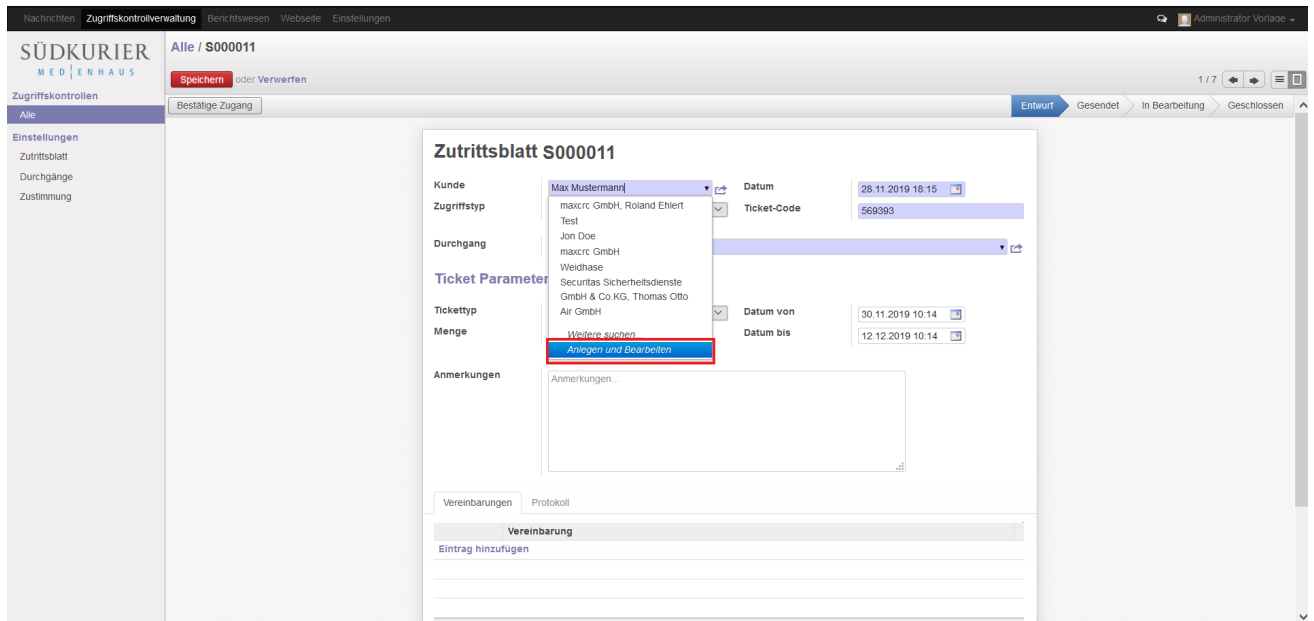 Nachrichten Zugriffskontrollverwaltung Berichtswesen Webseite Einstellungen Administrator Vorlage
SÜDKURIER
MEDIENHAUS
Zugriffskontrollen
Alle
Einstellungen
Zutrittsblatt
Durchgänge
Zustimmung
Alle / S000011
Speichern oder Verwerfen
1 / 7
Bestätige Zugang
Entwurf Gesendet In Bearbeitung Geschlossen
Zutrittsblatt S000011
Kunde Max Mustermann Datum 28.11.2019 18:15
Zugriffstyp Ticket-Code 569393
maxcrc GmbH, Roland Ehlert
Test
Jon Doe
maxcrc GmbH
Weidhase
Securitas Sicherheitsdienste
GmbH & Co.KG, Thomas Otto
Air GmbH
Weitere suchen...
Anlegen und Bearbeiten
Durchgang
Ticket Parameter
Tickettyp Datum von 30.11.2019 10:14
Menge Datum bis 12.12.2019 10:14
Anmerkungen Anmerkungen...
Vereinbarungen Protokoll
Vereinbarung
Eintrag hinzufügen